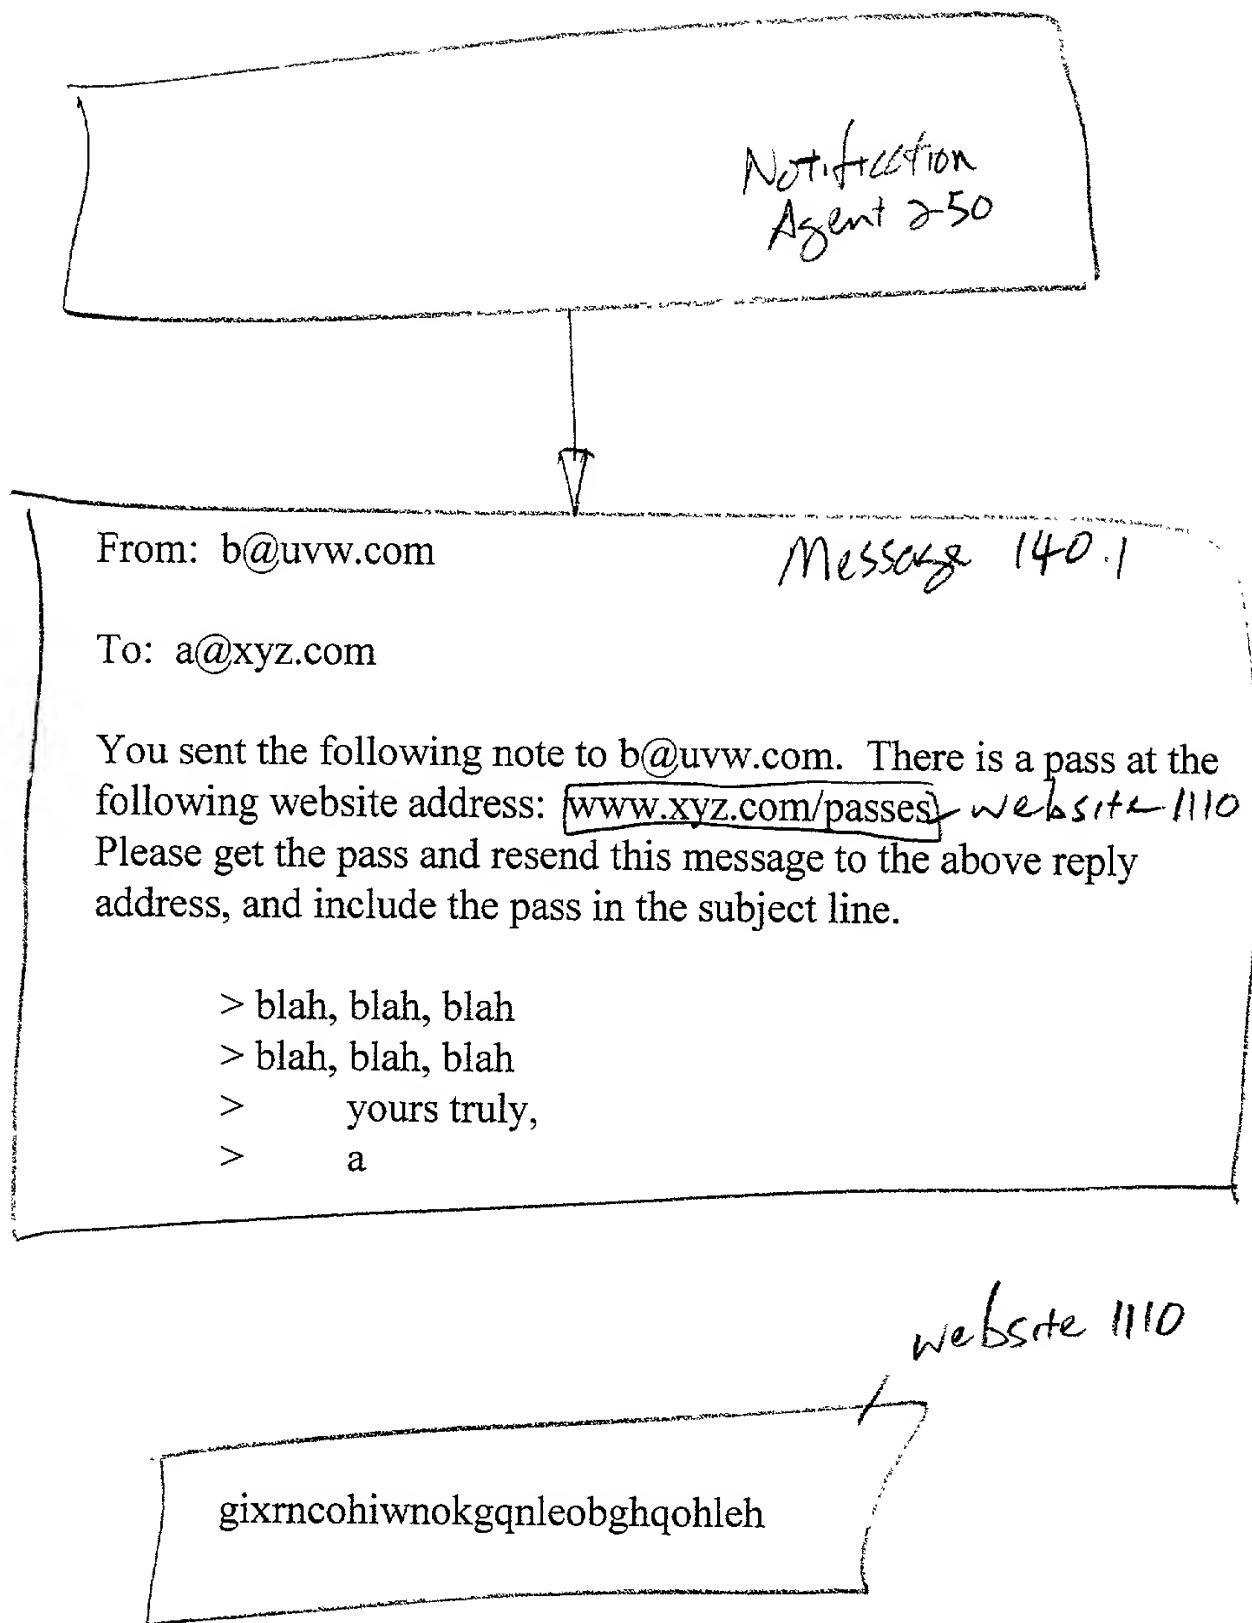 Notification
Agent 250
From: b@uvw.com
Message 140.1
To: a@xyz.com
You sent the following note to b@uvw.com. There is a pass at the
following website address: www.xyz.com/passes website 1110
Please get the pass and resend this message to the above reply
address, and include the pass in the subject line.
> blah, blah, blah
> blah, blah, blah
> yours truly,
> a
website 1110
gixrncohiwnokgqnleobghqohleh